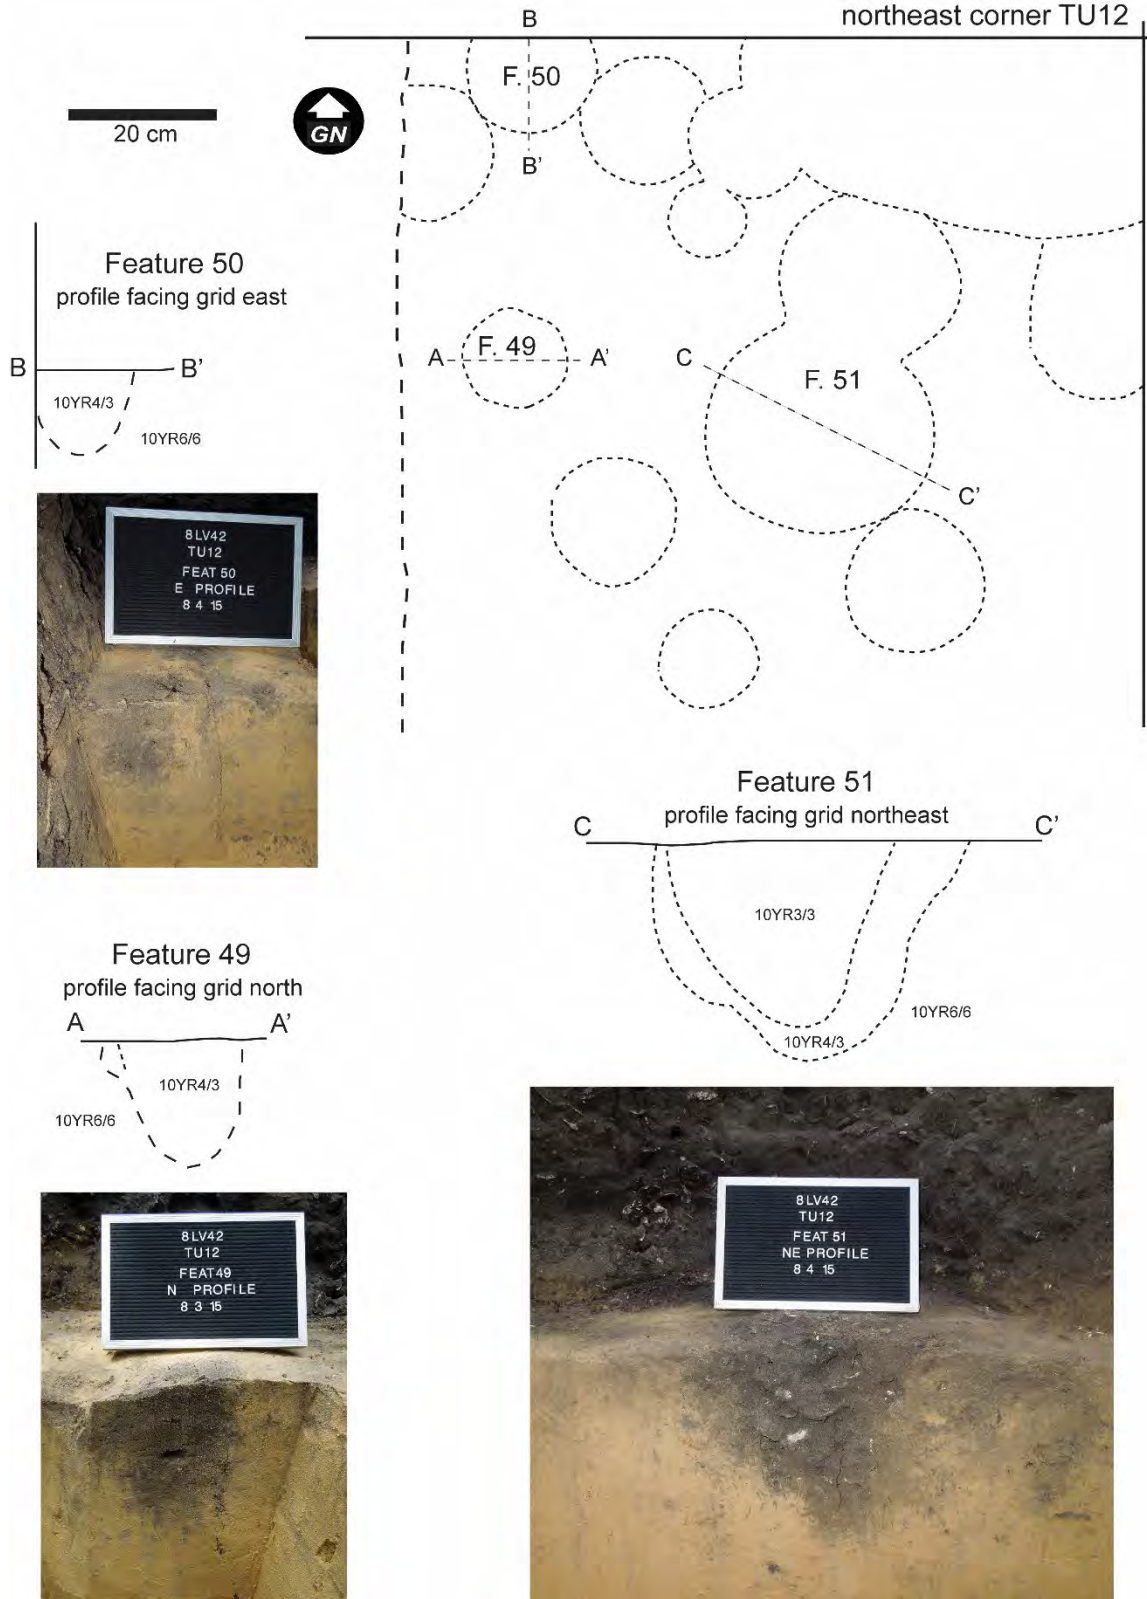 B
northeast corner TU12
F. 50
20 cm
GN
B'
Feature 50
profile facing grid east
B
B'
10YR4/3
10YR6/6
A
F. 49
A'
C
F. 51
C'
8LV42
TU12
FEAT 50
E PROFILE
8 4 15
Feature 51
profile facing grid northeast
C
C'
10YR3/3
10YR6/6
10YR4/3
Feature 49
profile facing grid north
A
A'
10YR4/3
10YR6/6
8LV42
TU12
FEAT 51
NE PROFILE
8 4 15
8LV42
TU12
FEAT49
N PROFILE
8 3 15